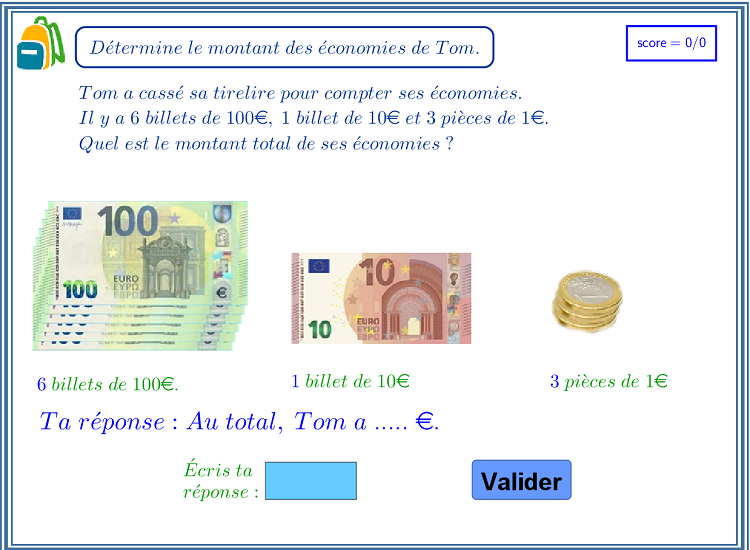 Détermine le montant des économies de Tom.
score = 0/0
Tom a cassé sa tirelire pour compter ses économies.
Il y a 6 billets de 100€, 1 billet de 10€ et 3 pièces de 1€.
Quel est le montant total de ses économies ?
100
100
EURO
ΕΥΡΩ
ЕВРО
€
10
10
EURO
ΕΥΡΩ
ЕВРО
1
6 billets de 100€.
1 billet de 10€
3 pièces de 1€
Ta réponse : Au total, Tom a ..... €.
Écris ta
réponse :
Valider